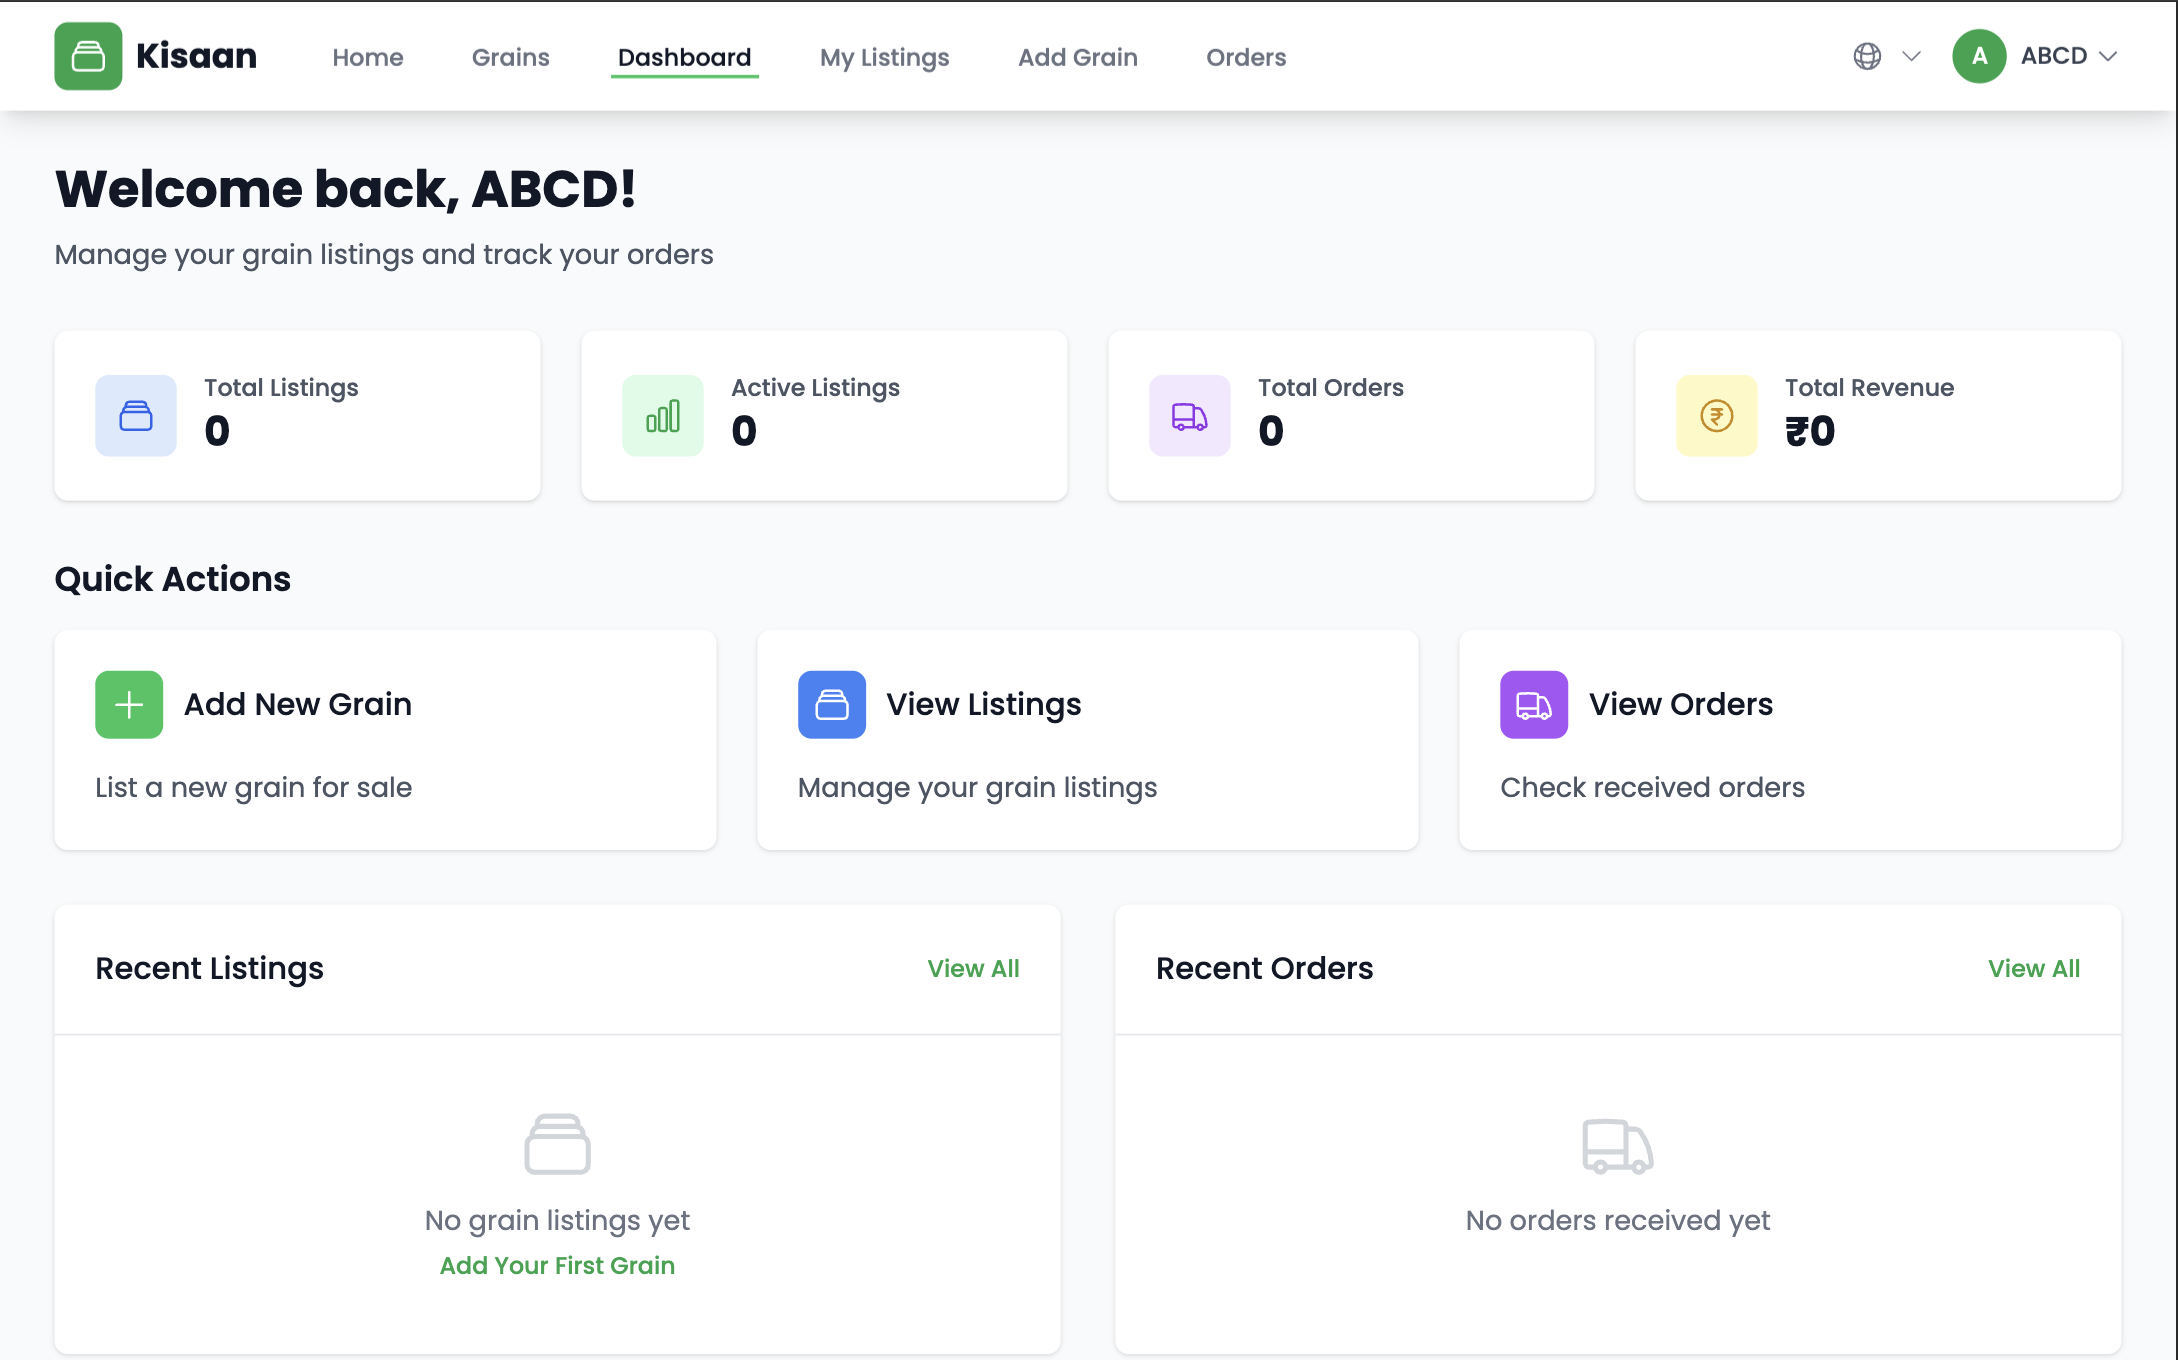 Kisaan
Home
Grains
Dashboard
My Listings
Add Grain
Orders
A
ABCD
Welcome back, ABCD!
Manage your grain listings and track your orders
Total Listings
0
Active Listings
0
Total Orders
0
₹
Total Revenue
₹0
Quick Actions
Add New Grain
List a new grain for sale
View Listings
Manage your grain listings
View Orders
Check received orders
Recent Listings
View All
No grain listings yet
Add Your First Grain
Recent Orders
View All
No orders received yet